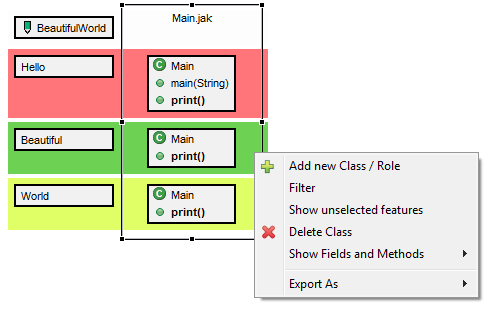 BeautifulWorld
Main.jak
Hello
Main
main(String)
print()
Beautiful
Main
print()
World
Main
print()
Add new Class / Role
Filter
Show unselected features
Delete Class
Show Fields and Methods
Export As